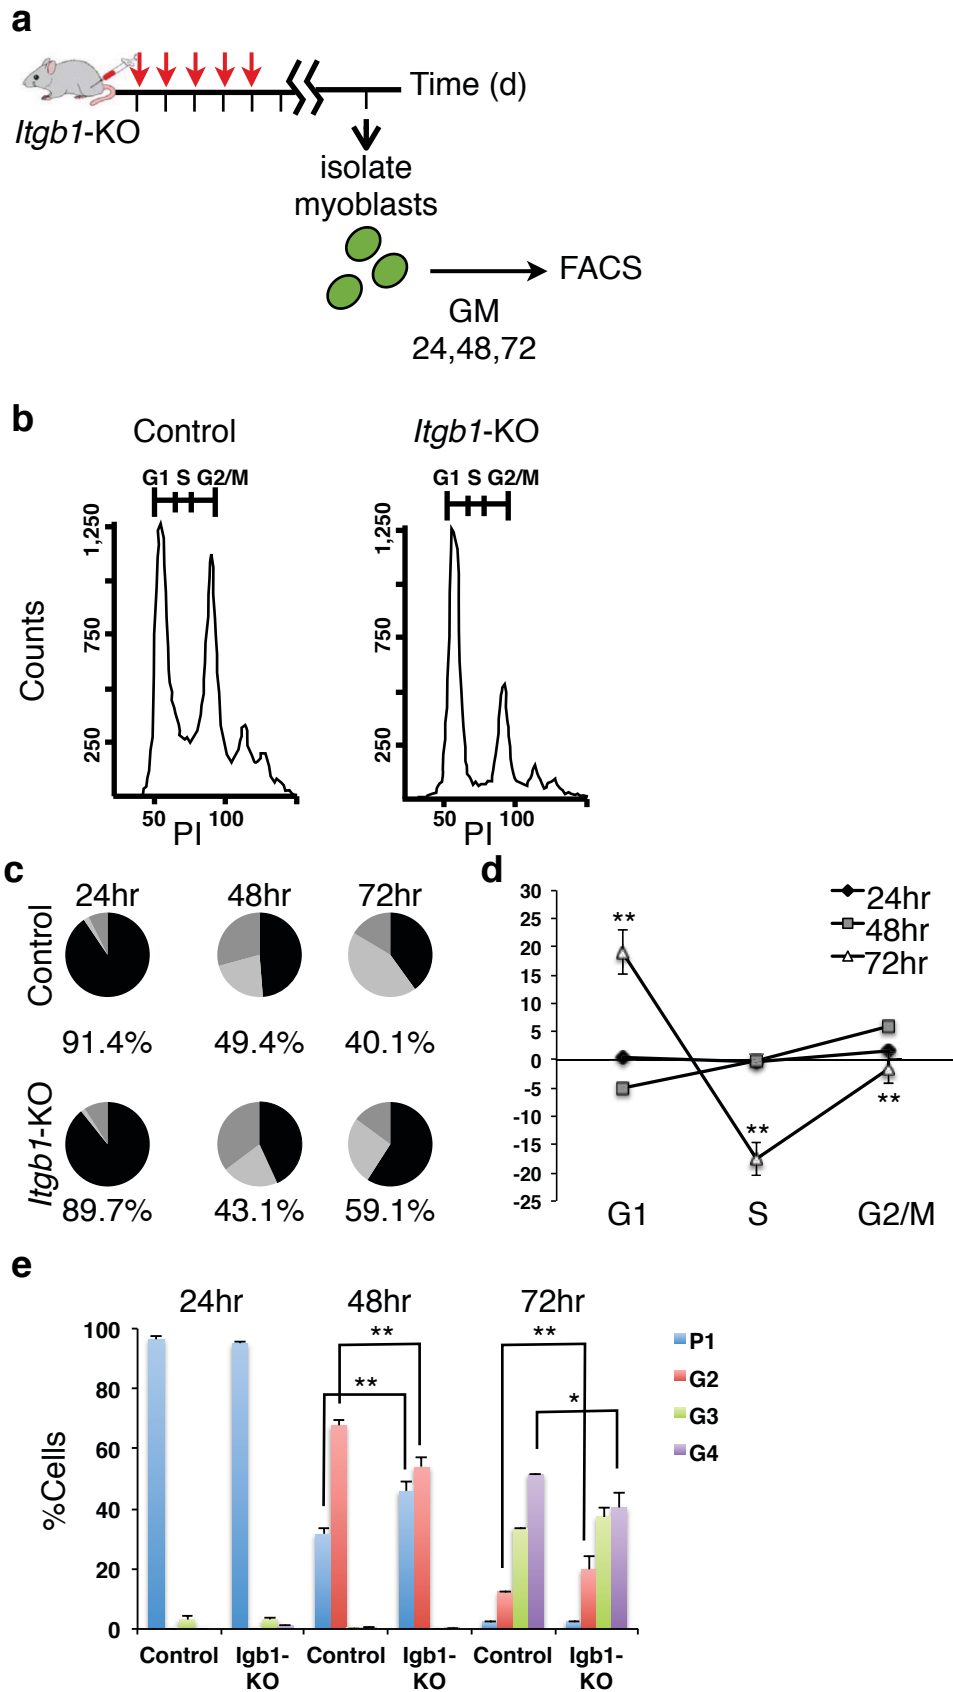 a
Time (d)
Itgb1-KO
isolate
myoblasts
FACS
GM
24,48,72
b
Control
Itgb1-KO
G1 S G2/M
G1 S G2/M
Counts
1,250
750
250
50
100
PI
1,250
750
250
50
100
PI
c
24hr
48hr
72hr
Control
91.4%
49.4%
40.1%
Itgb1-KO
89.7%
43.1%
59.1%
d
30
25
20
15
10
5
0
-5
-10
-15
-20
-25
**
**
**
24hr
48hr
72hr
G1
S
G2/M
e
24hr
48hr
72hr
%Cells
100
80
60
40
20
0
**
**
**
*
P1
G2
G3
G4
Control
Igb1-
KO
Control
Igb1-
KO
Control
Igb1-
KO